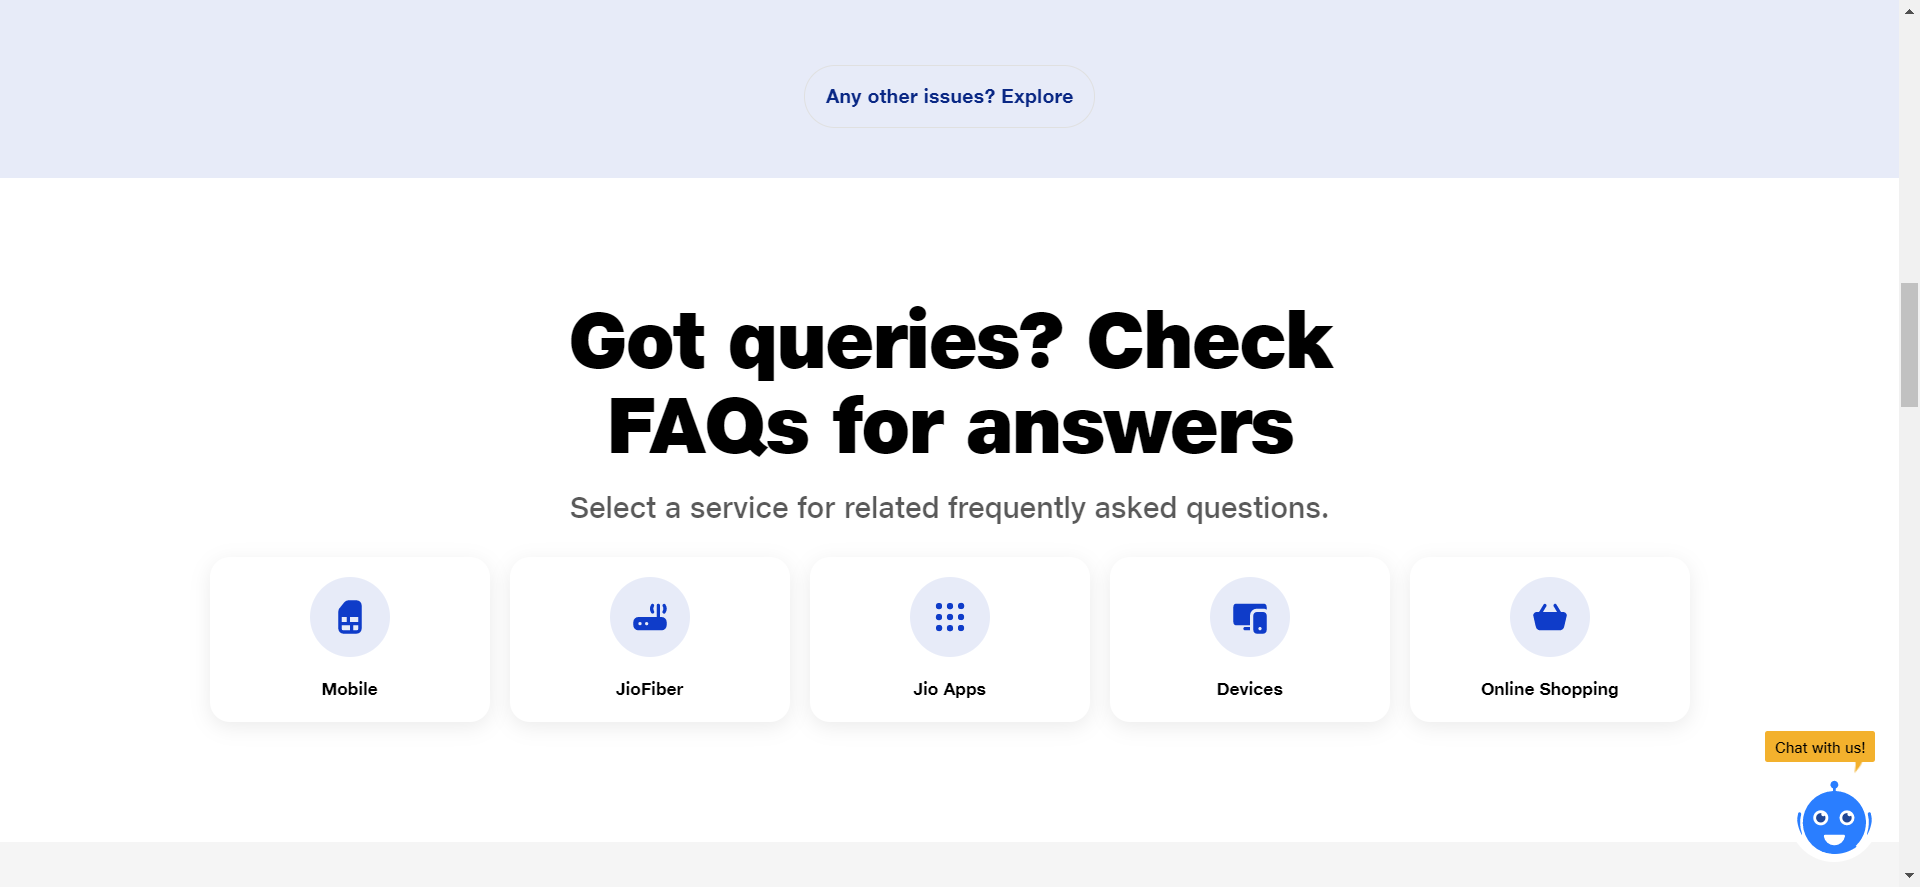 Any other issues? Explore
Got queries? Check
FAQs for answers
Select a service for related frequently asked questions.
Mobile
JioFiber
Jio Apps
Devices
Online Shopping
Chat with us!